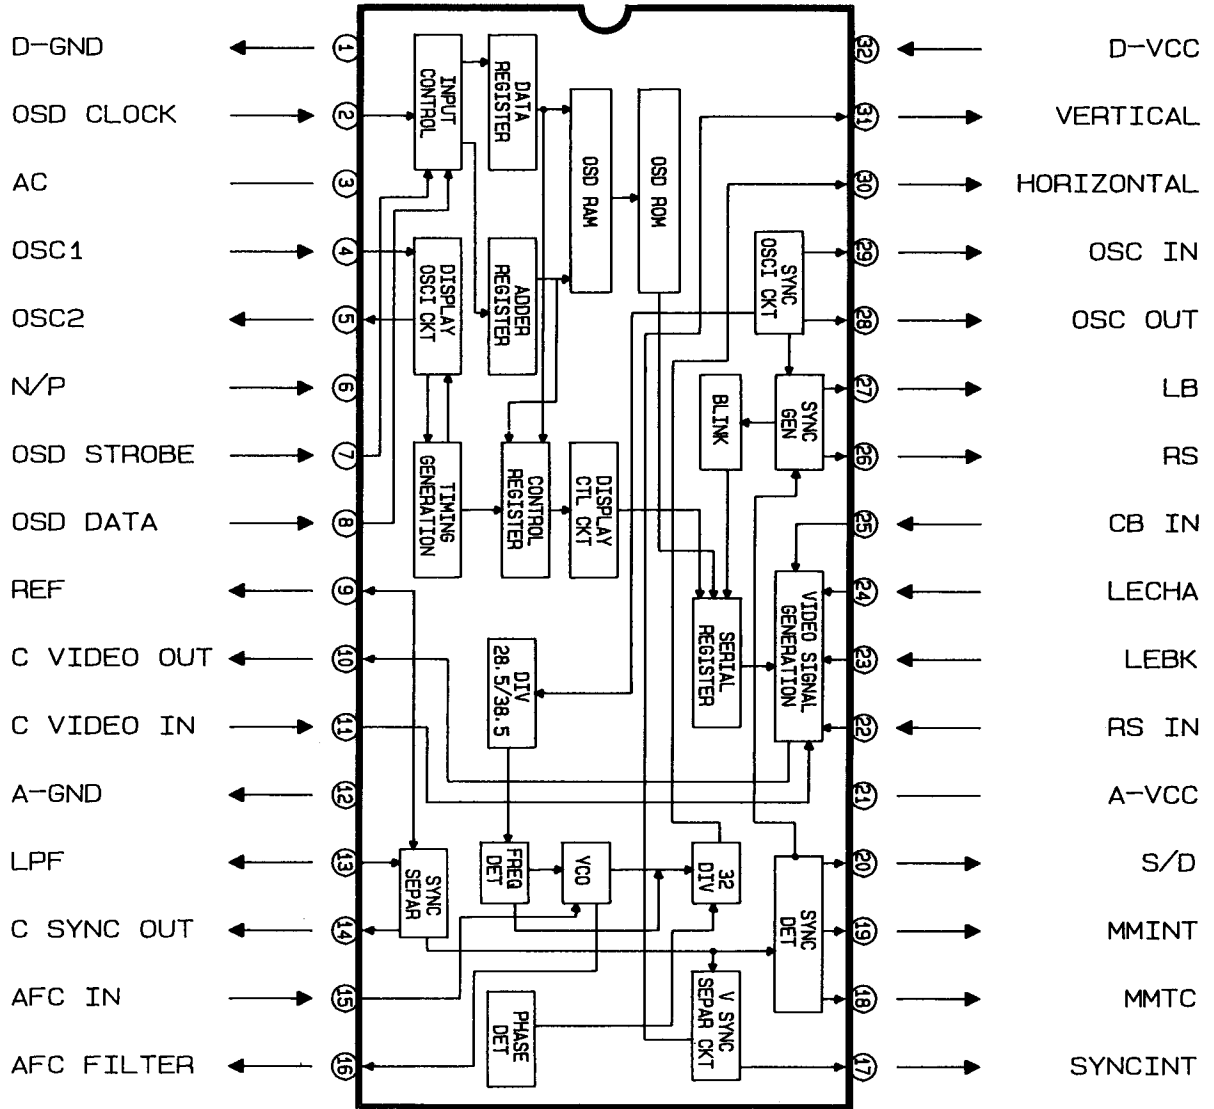 D-GND
OSD CLOCK
AC
OSC1
OSC2
N/P
OSD STROBE
OSD DATA
REF
C VIDEO OUT
C VIDEO IN
A-GND
LPF
C SYNC OUT
AFC IN
AFC FILTER
1
2
3
4
5
6
7
8
9
10
11
12
13
14
15
16
INPUT
CONTROL
DATA
REGISTER
OSD RAM
OSD ROM
DISPLAY
OSCI CKT
ADDER
REGISTER
SYNC
OSCI CKT
BLINK
SYNC
GEN
TIMING
GENERATION
CONTROL
REGISTER
DISPLAY
CTL CKT
SERIAL
REGISTER
VIDEO SIGNAL
GENERATION
DIV
28.5/38.5
SYNC
SEPAR
FREQ
DET
VCO
32
DIV
SYNC
DET
PHASE
DET
V SYNC
SEPAR CKT
32
31
30
29
28
27
26
25
24
23
22
21
20
19
18
17
D-VCC
VERTICAL
HORIZONTAL
OSC IN
OSC OUT
LB
RS
CB IN
LECHA
LEBK
RS IN
A-VCC
S/D
MMINT
MMTC
SYNCINT